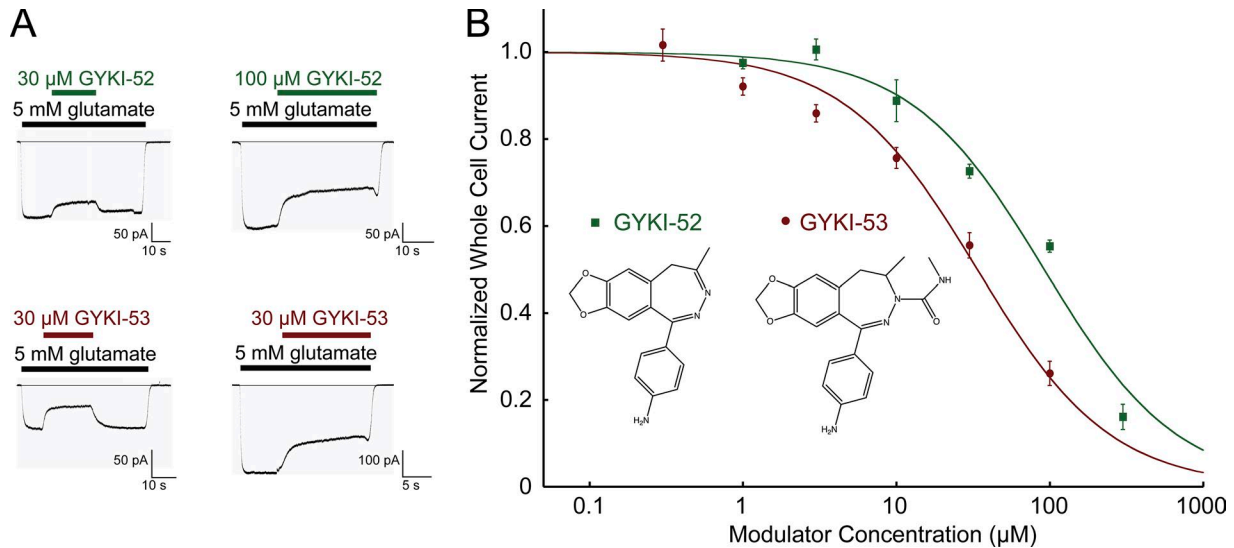 A
30 µM GYKI-52
5 mM glutamate
50 pA
10 s
100 µM GYKI-52
5 mM glutamate
50 pA
10 s
30 µM GYKI-53
5 mM glutamate
50 pA
10 s
30 µM GYKI-53
5 mM glutamate
100 pA
5 s
B
Normalized Whole Cell Current
1.0
0.8
0.6
0.4
0.2
0
GYKI-52
O
O
N
N
H₂N
GYKI-53
O
O
N
N
NH
O
H₂N
0.1
1
10
100
1000
Modulator Concentration (µM)